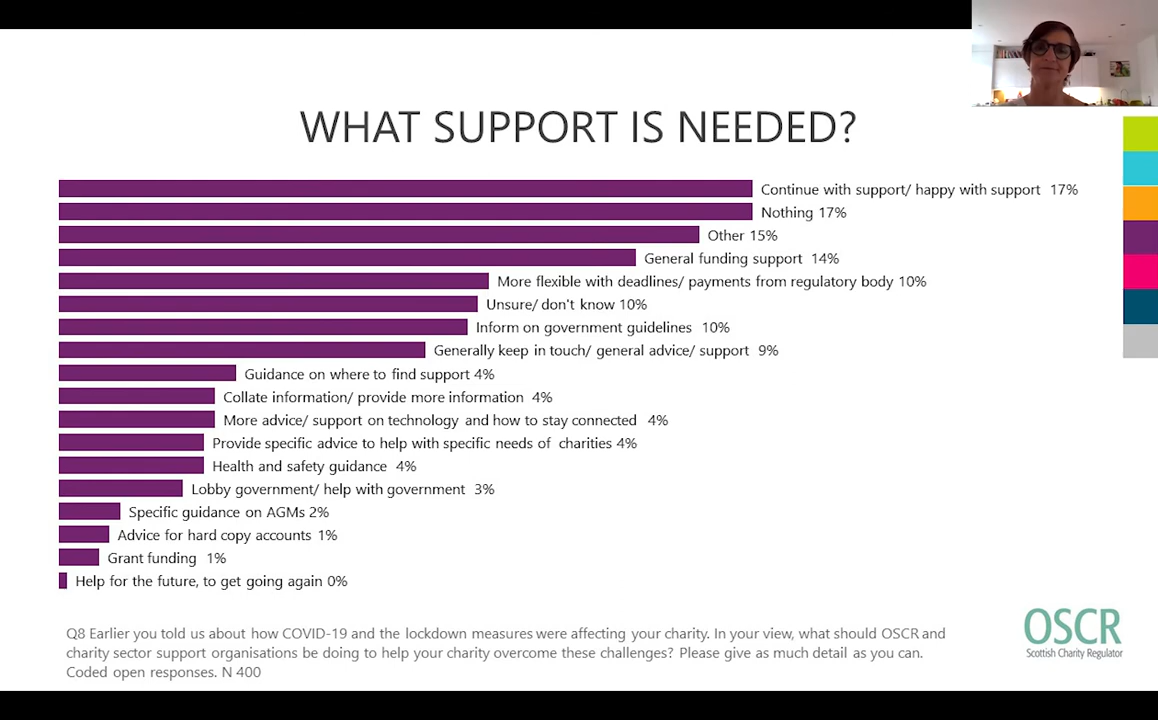 WHAT SUPPORT IS NEEDED?
Continue with support/ happy with support 17%
Nothing 17%
Other 15%
General funding support 14%
More flexible with deadlines/ payments from regulatory body 10%
Unsure/ don't know 10%
Inform on government guidelines 10%
Generally keep in touch/ general advice/ support 9%
Guidance on where to find support 4%
Collate information/ provide more information 4%
More advice/ support on technology and how to stay connected 4%
Provide specific advice to help with specific needs of charities 4%
Health and safety guidance 4%
Lobby government/ help with government 3%
Specific guidance on AGMs 2%
Advice for hard copy accounts 1%
Grant funding 1%
Help for the future, to get going again 0%
Q8 Earlier you told us about how COVID-19 and the lockdown measures were affecting your charity. In your view, what should OSCR and
charity sector support organisations be doing to help your charity overcome these challenges? Please give as much detail as you can.
Coded open responses. N 400
OSCR
Scottish Charity Regulator